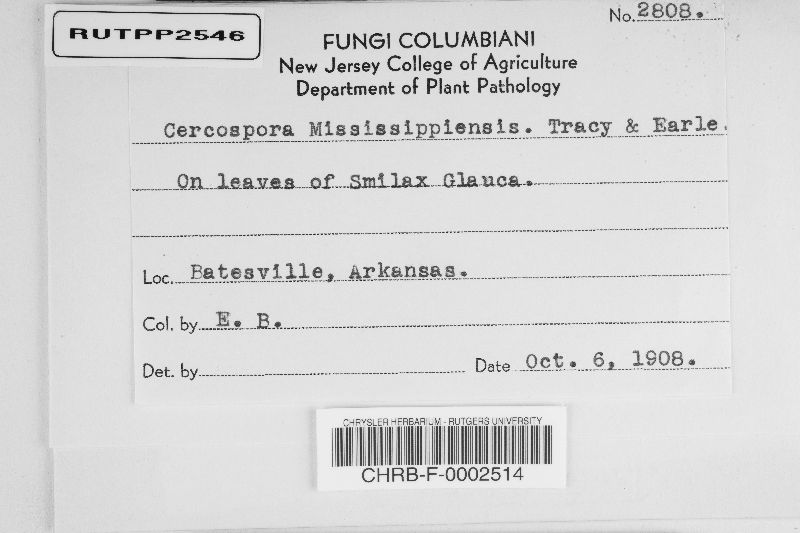 RUTPP2546
No. 2808.
FUNGI COLUMBIANI
New Jersey College of Agriculture
Department of Plant Pathology
Cercospora Mississippiensis. Tracy & Earle.
On leaves of Smilax Glauca.
Loc. Batesville, Arkansas.
Col. by E. B.
Det. by
Date Oct. 6, 1908.
CHRYSLER HERBARIUM - RUTGERS UNIVERSITY
CHRB-F-0002514